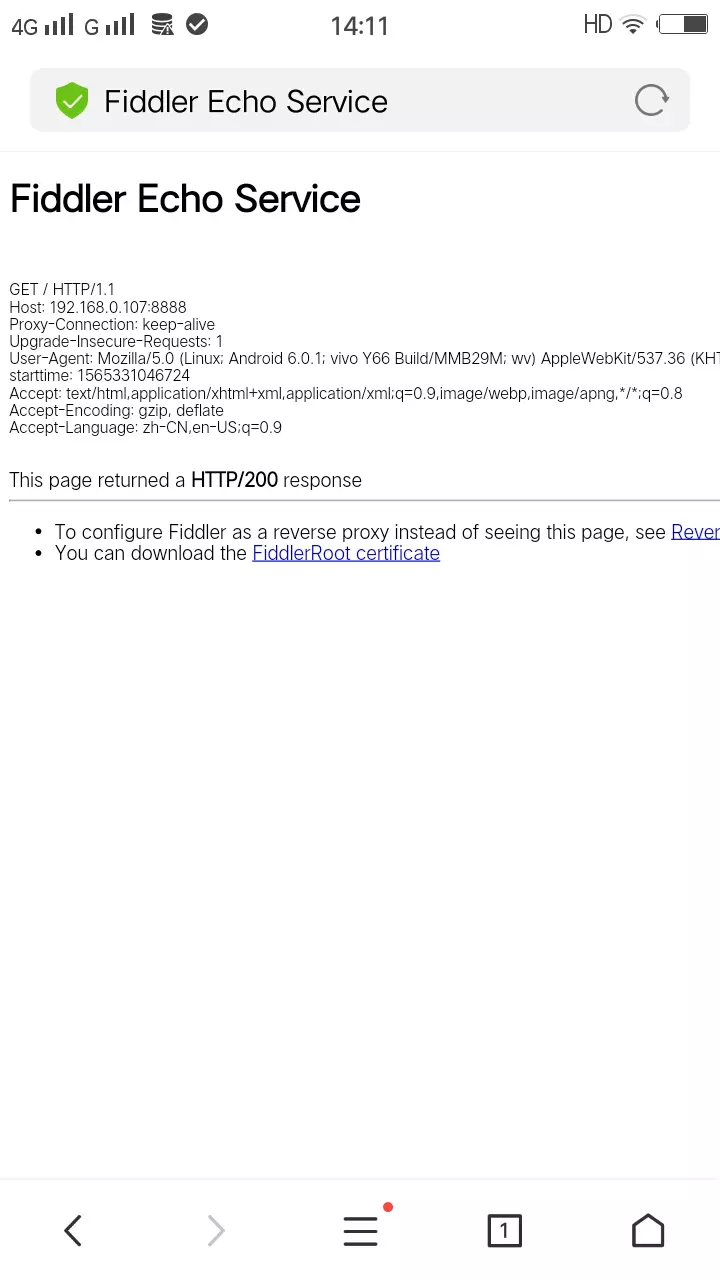 4G G 14:11 HD
Fiddler Echo Service
Fiddler Echo Service
GET / HTTP/1.1
Host: 192.168.0.107:8888
Proxy-Connection: keep-alive
Upgrade-Insecure-Requests: 1
User-Agent: Mozilla/5.0 (Linux; Android 6.0.1; vivo Y66 Build/MMB29M; wv) AppleWebKit/537.36 (KHT
starttime: 1565331046724
Accept: text/html,application/xhtml+xml,application/xml;q=0.9,image/webp,image/apng,*/*;q=0.8
Accept-Encoding: gzip, deflate
Accept-Language: zh-CN,en-US;q=0.9
This page returned a HTTP/200 response
• To configure Fiddler as a reverse proxy instead of seeing this page, see Rever
• You can download the FiddlerRoot certificate
1